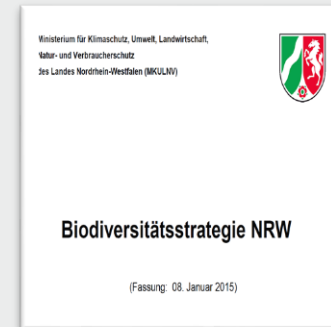 Ministerium für Klimaschutz, Umwelt, Landwirtschaft,
Natur- und Verbraucherschutz
des Landes Nordrhein-Westfalen (MKULNV)
Biodiversitätsstrategie NRW
(Fassung: 08. Januar 2015)